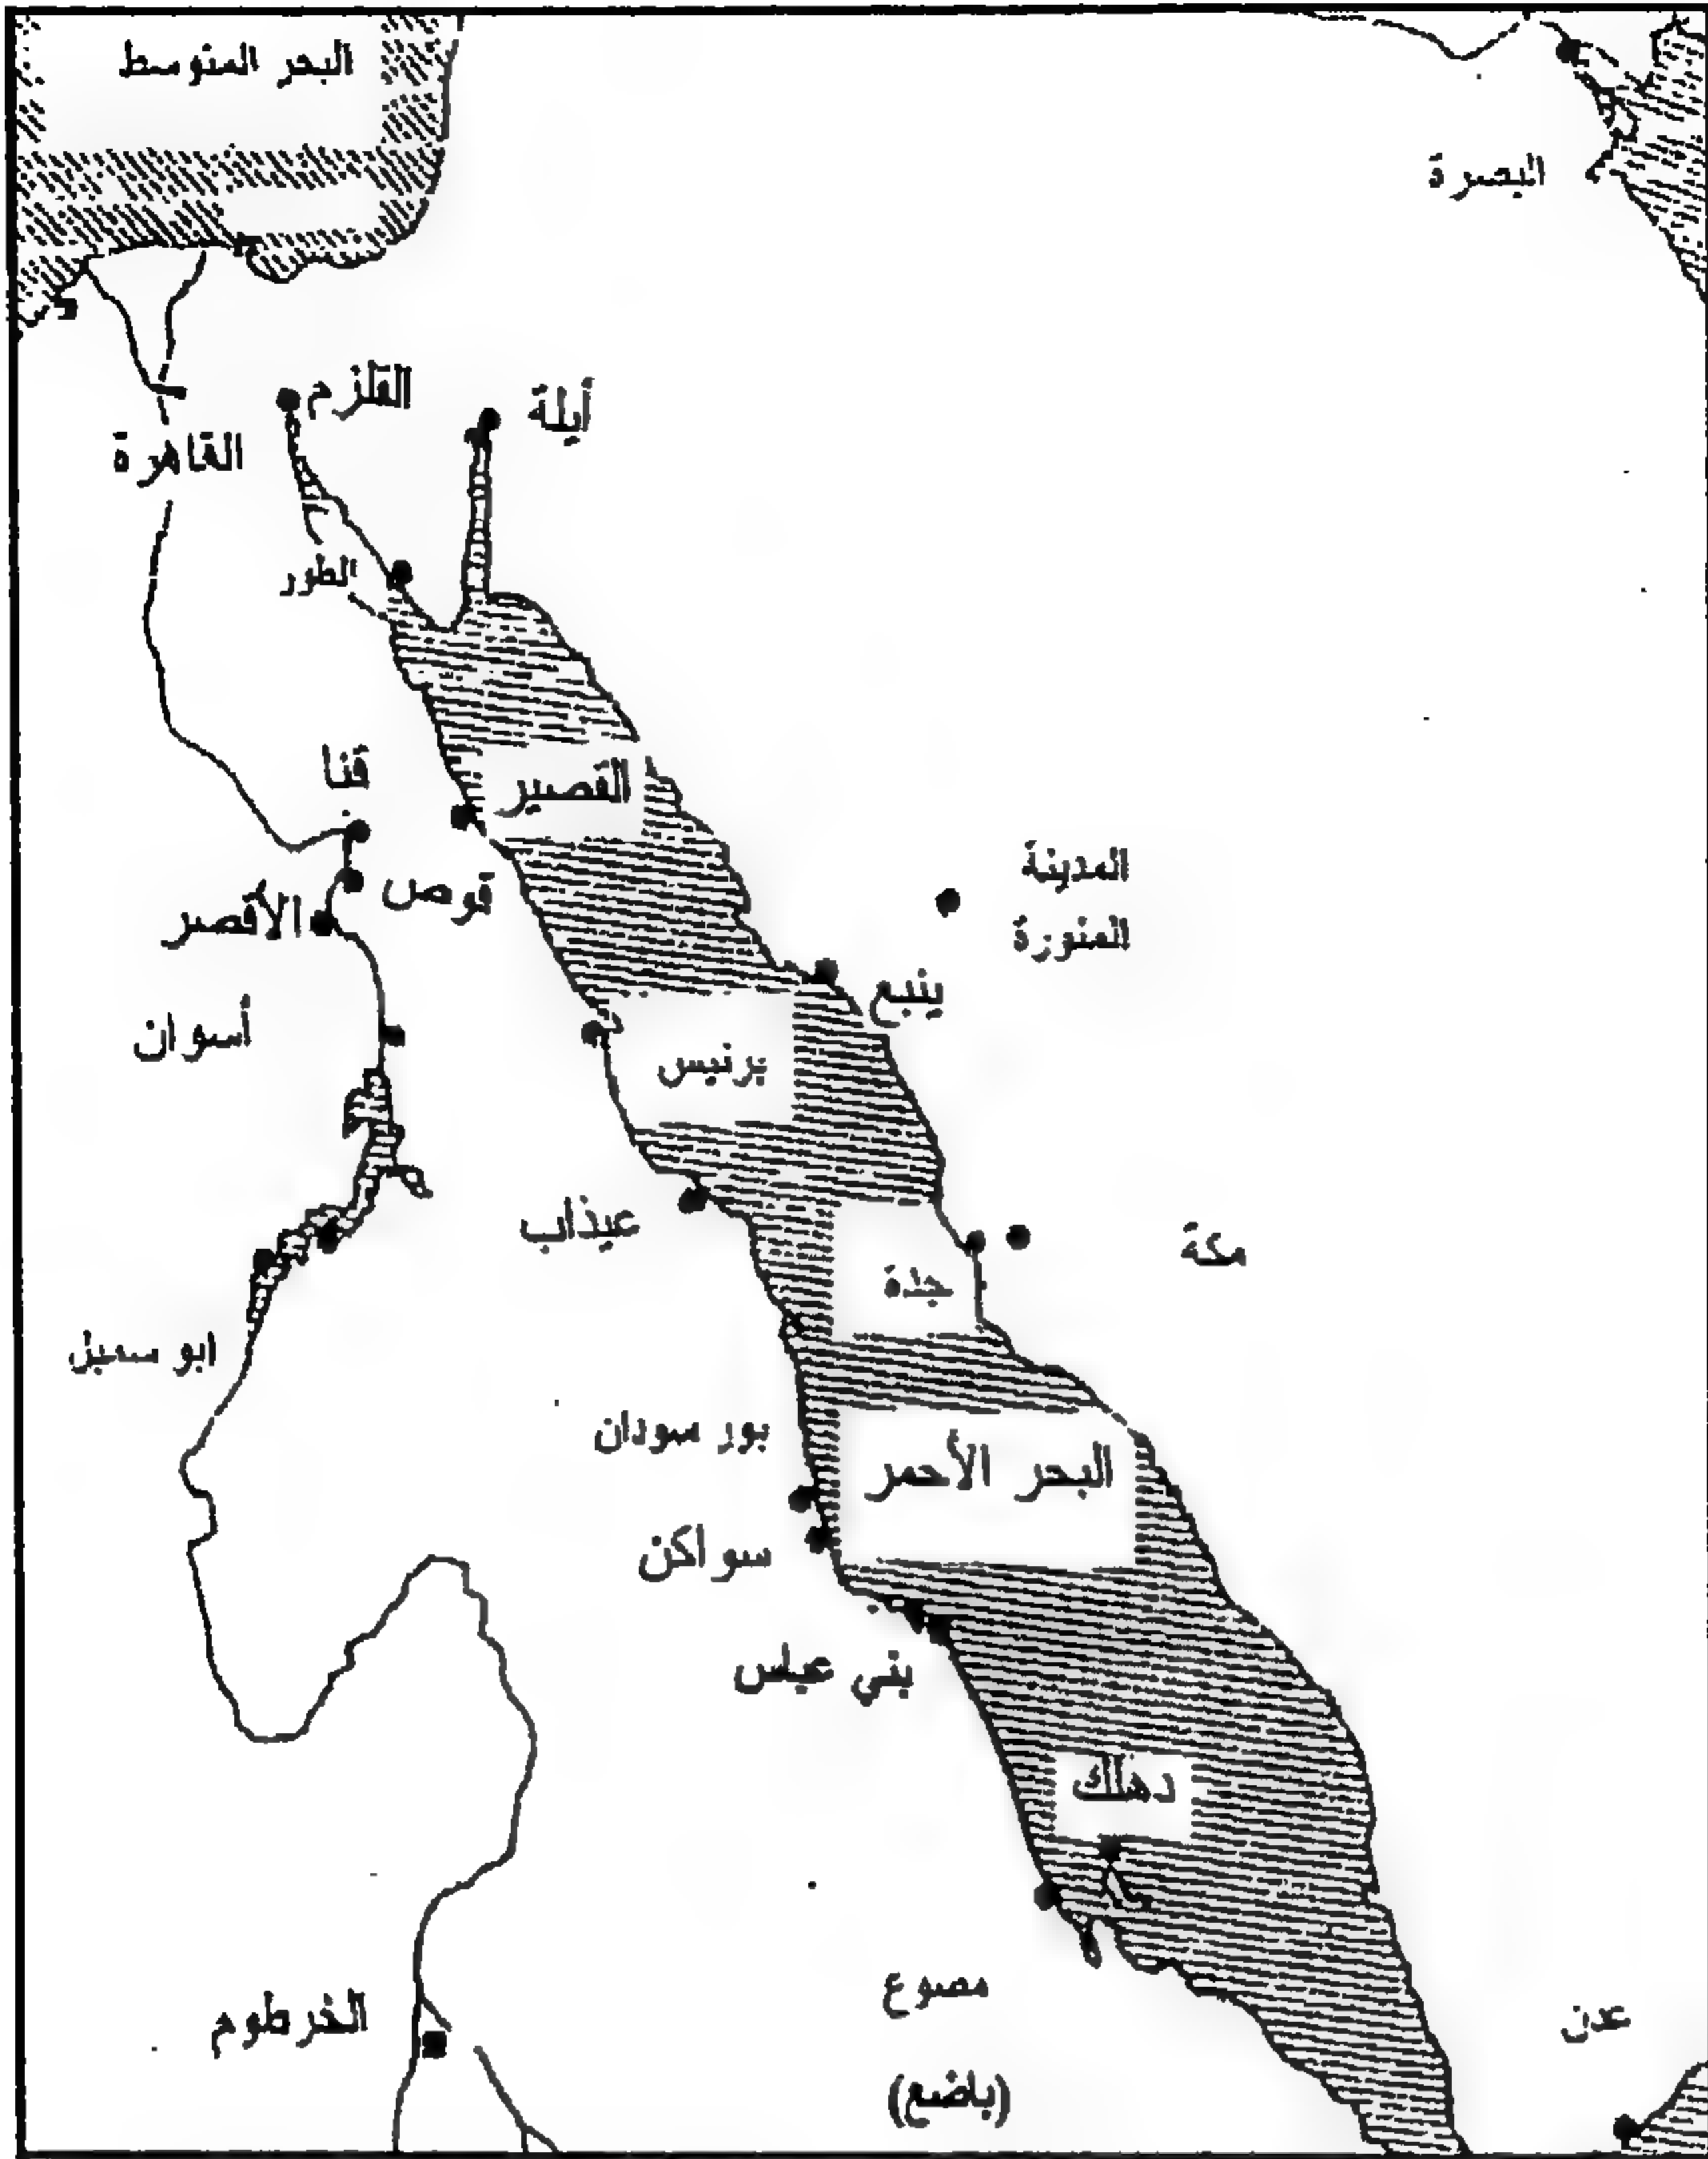 البحر المتوسط
البصرة
القلزم
أيلة
القاهرة
الطور
قنا
القصير
المدينة
المنورة
قوص
الأقصر
ينبع
أسوان
برنيس
عيذاب
مكة
جدة
ابو سمبل
بور سودان
البحر الأحمر
سواكن
بني عباس
دهلك
مصوع
(باضع)
الخرطوم
عدن